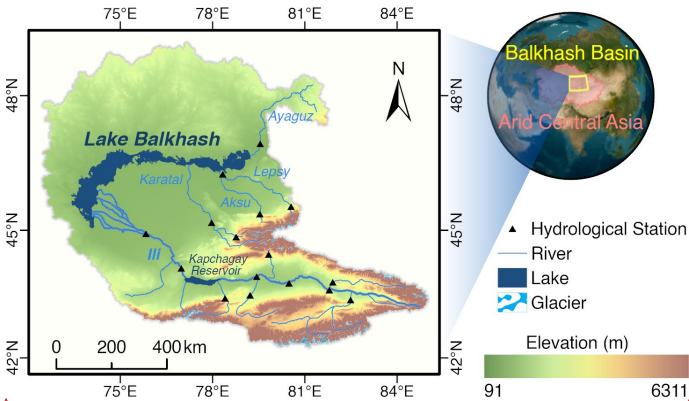 75°E 78°E 81°E 84°E
48°N
45°N
42°N
N
Ayaguz
Lake Balkhash
Lepsy
Karatal
Aksu
Ili
Kapchagay
Reservoir
0 200 400 km
75°E 78°E 81°E 84°E
48°N
45°N
42°N
Balkhash Basin
Arid Central Asia
Hydrological Station
River
Lake
Glacier
Elevation (m)
91 6311